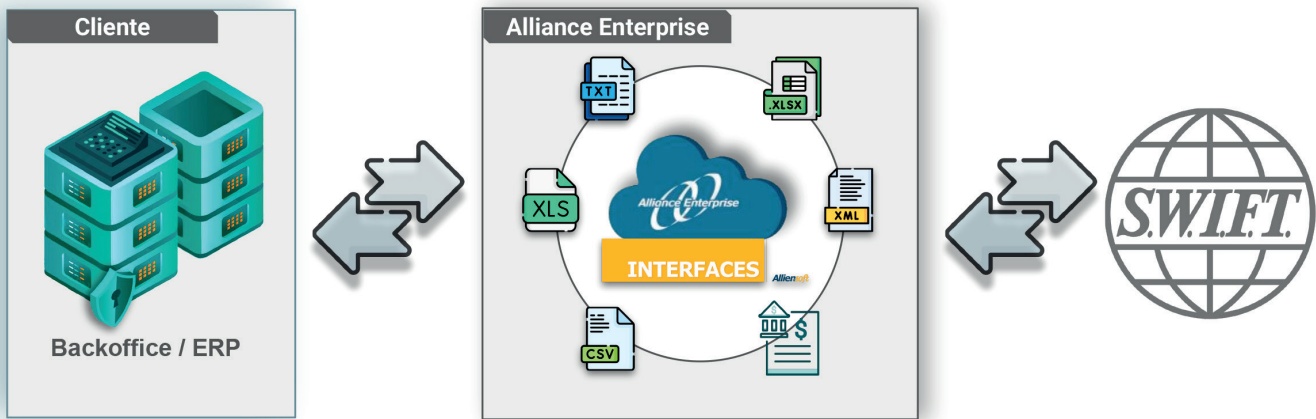 Cliente
Backoffice / ERP
Alliance Enterprise
TXT
.XLSX
XLS
Alliance Enterprise
XML
INTERFACES
Alliensoft
CSV
$
$
S.W.I.F.T.